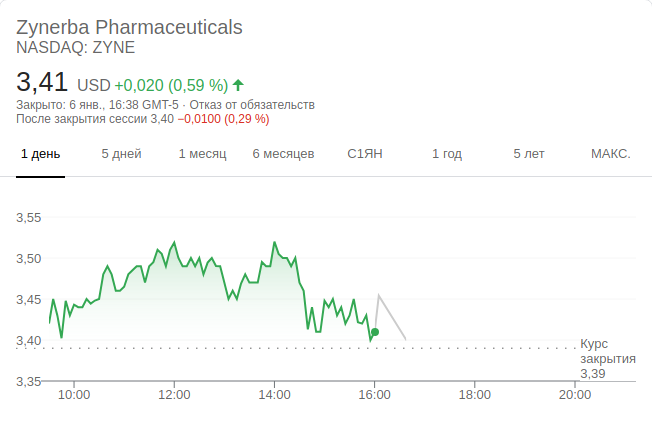 Zynerba Pharmaceuticals
NASDAQ: ZYNE
3,41 USD +0,020 (0,59 %)
Закрыто: 6 янв., 16:38 GMT-5 · Отказ от обязательств
После закрытия сессии 3,40 −0,0100 (0,29 %)
1 день 5 дней 1 месяц 6 месяцев С1ЯН 1 год 5 лет МАКС.
3,55
3,50
3,45
3,40
Курс
закрытия
3,39
3,35
10:00 12:00 14:00 16:00 18:00 20:00